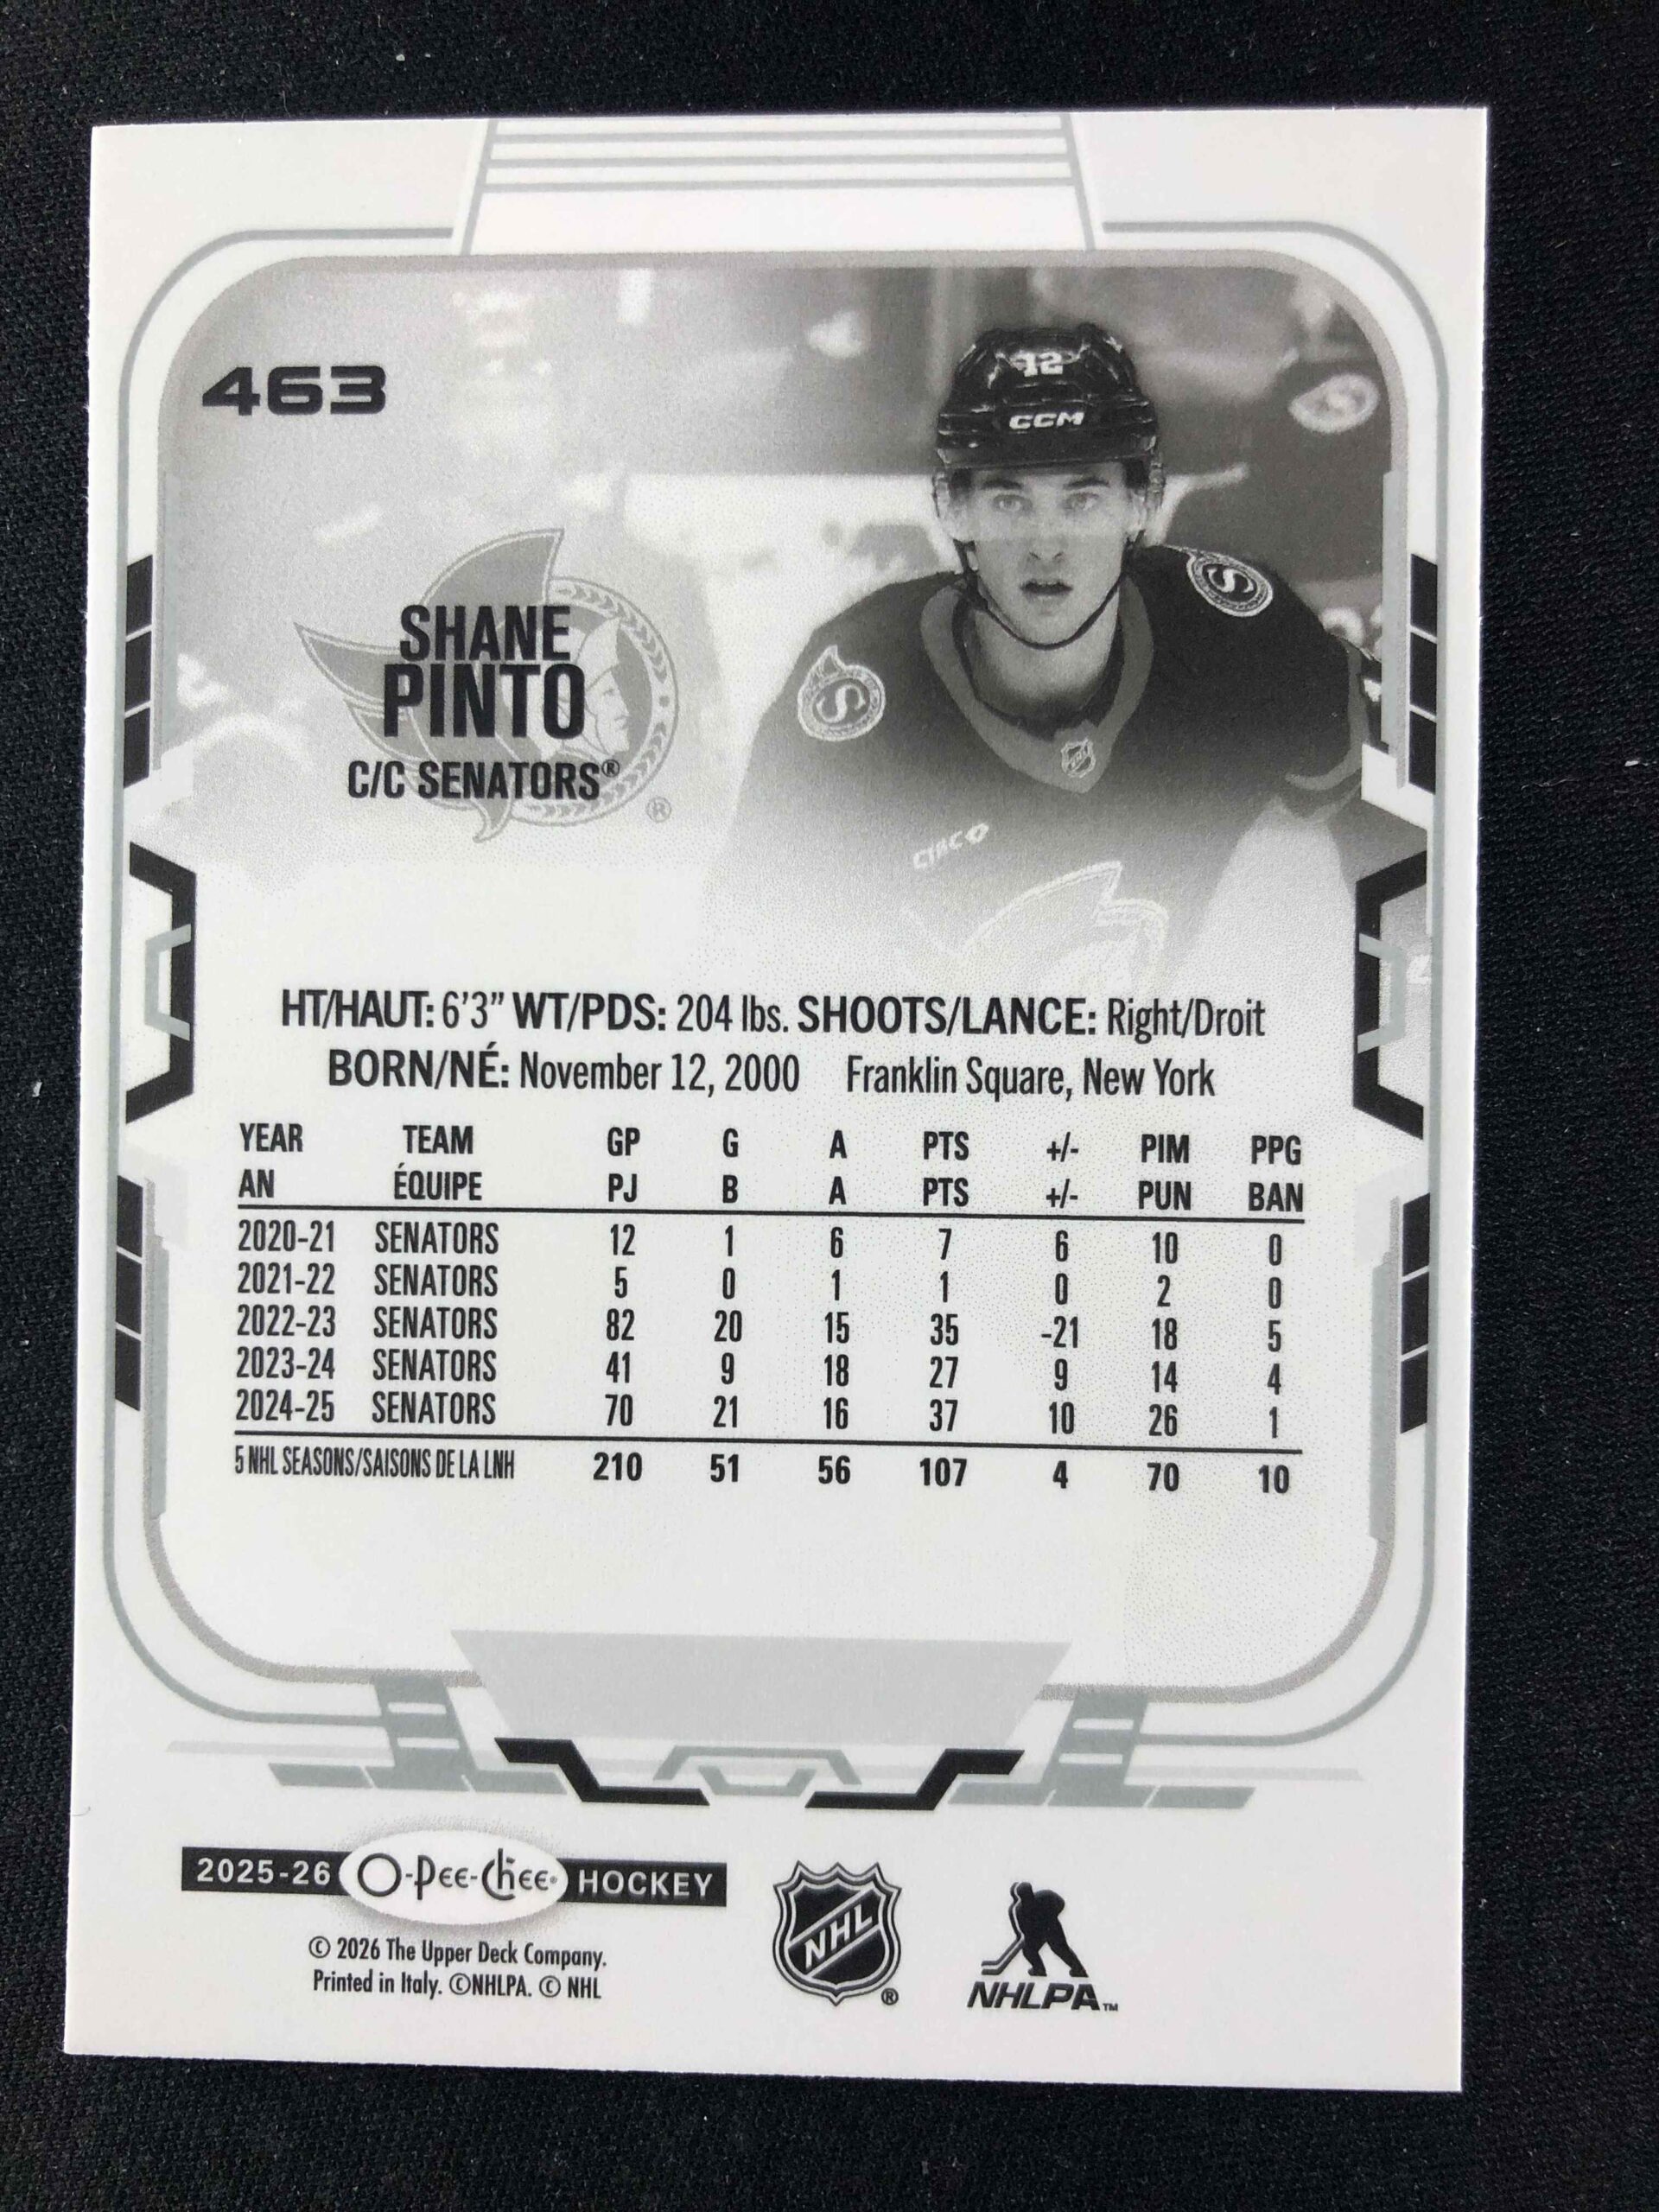 463
12
CCM
SHANE
PINTO
C/C SENATORS®
®
HT/HAUT: 6'3" WT/PDS: 204 lbs. SHOOTS/LANCE: Right/Droit
BORN/NÉ: November 12, 2000 Franklin Square, New York
YEAR TEAM GP G A PTS +/- PIM PPG
AN ÉQUIPE PJ B A PTS +/- PUN BAN
2020-21 SENATORS 12 1 6 7 6 10 0
2021-22 SENATORS 5 0 1 1 0 2 0
2022-23 SENATORS 82 20 15 35 -21 18 5
2023-24 SENATORS 41 9 18 27 9 14 4
2024-25 SENATORS 70 21 16 37 10 26 1
5 NHL SEASONS/SAISONS DE LA LNH 210 51 56 107 4 70 10
2025-26 O-Pee-Chee HOCKEY
© 2026 The Upper Deck Company.
Printed in Italy. ©NHLPA. © NHL
NHL ®
NHLPA™